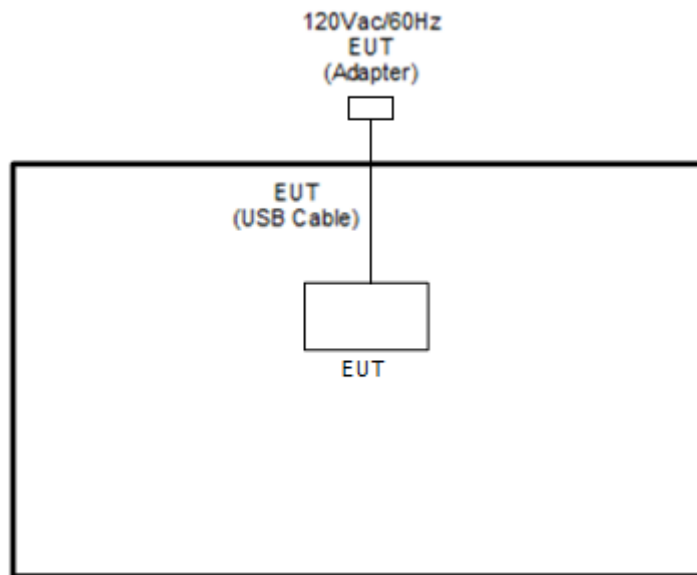 120Vac/60Hz
EUT
(Adapter)
EUT
(USB Cable)
EUT